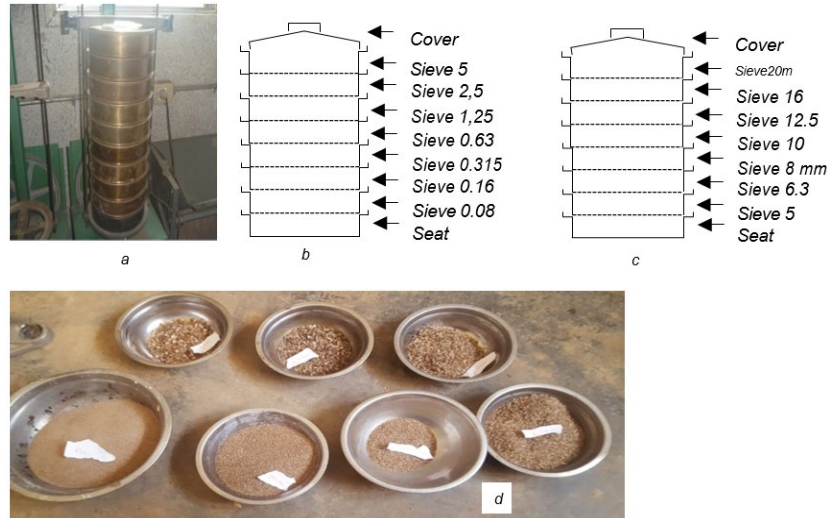 Cover
Sieve 5
Sieve 2,5
Sieve 1,25
Sieve 0.63
Sieve 0.315
Sieve 0.16
Sieve 0.08
Seat
Cover
Sieve20m
Sieve 16
Sieve 12.5
Sieve 10
Sieve 8 mm
Sieve 6.3
Sieve 5
Seat
a
b
c
d